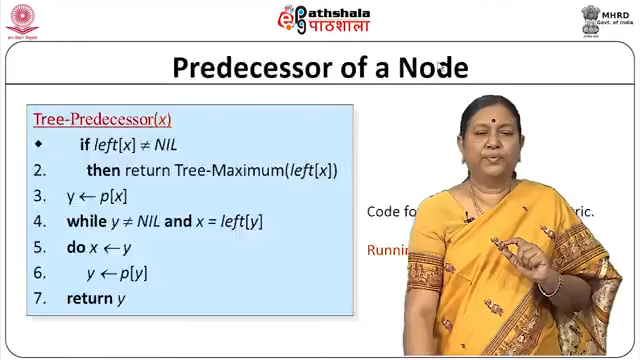 Pathshala
पाठशाला
MHRD
Govt. of India
Predecessor of a Node
Tree-Predecessor(x)
◆ if left[x] ≠ NIL
2. then return Tree-Maximum(left[x])
3. y ← p[x]
4. while y ≠ NIL and x = left[y]
5. do x ← y
6. y ← p[y]
7. return y
Code fo
ric.
Running